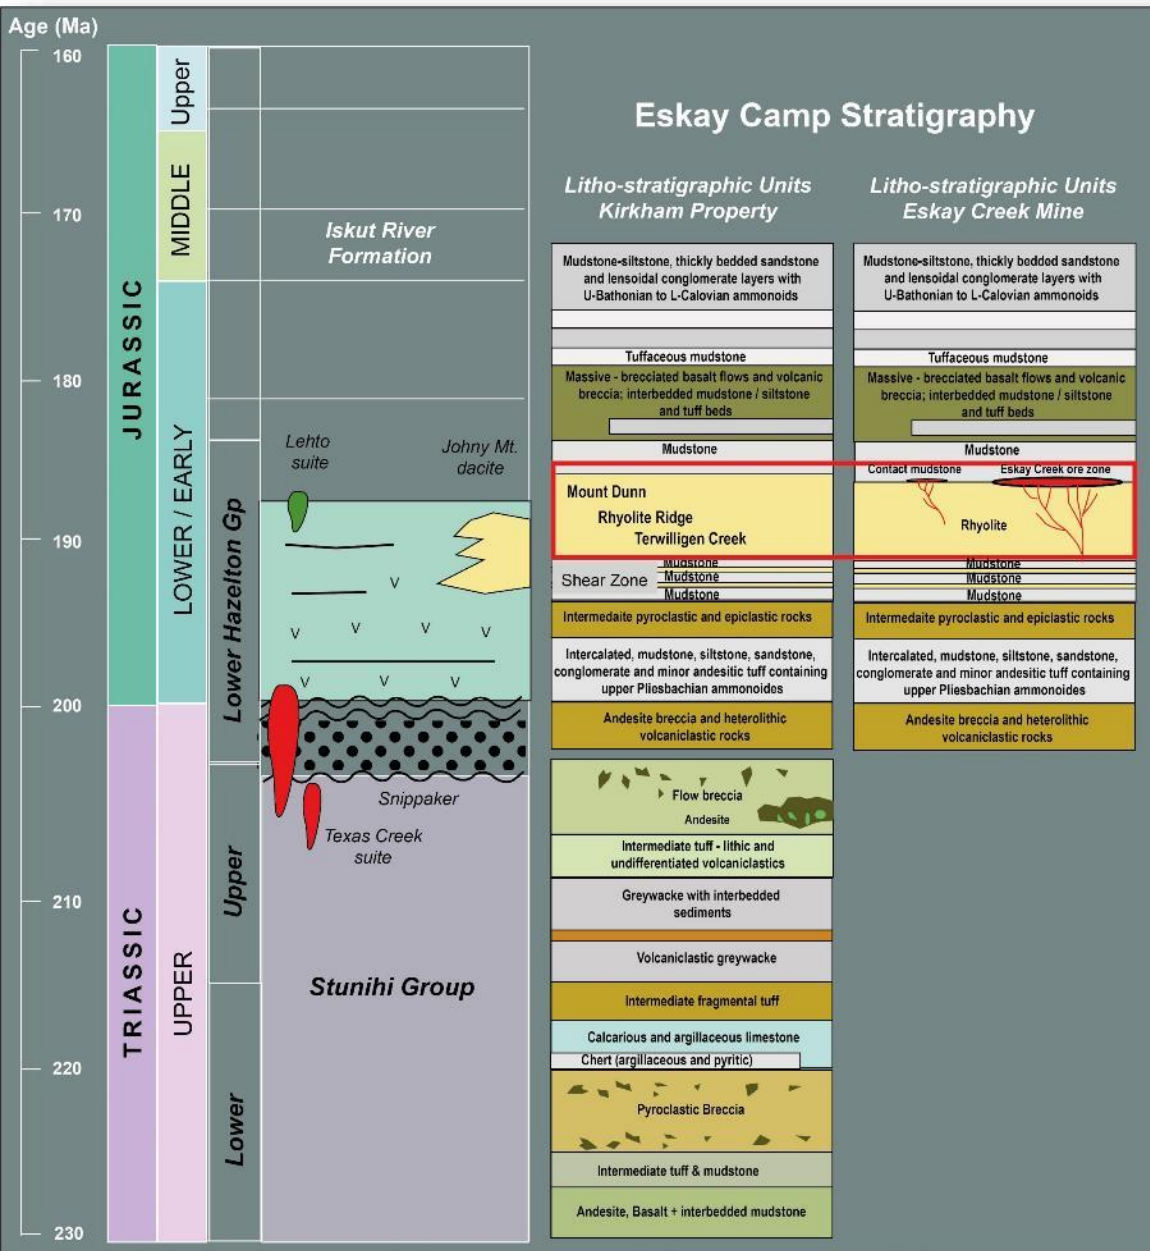 Age (Ma)
160
170
180
190
200
210
220
230
JURASSIC
TRIASSIC
Upper
MIDDLE
LOWER / EARLY
UPPER
Lower Hazelton Gp
Upper
Lower
Iskut River
Formation
Lehto
suite
Johny Mt.
dacite
V
V V V V
V V V
Snippaker
Texas Creek
suite
Stunihi Group
Eskay Camp Stratigraphy
Litho-stratigraphic Units
Kirkham Property
Mudstone-siltstone, thickly bedded sandstone
and lensoidal conglomerate layers with
U-Bathonian to L-Calovian ammonoids
Tuffaceous mudstone
Massive - brecciated basalt flows and volcanic
breccia; interbedded mudstone / siltstone
and tuff beds
Mudstone
Mount Dunn
Rhyolite Ridge
Terwilligen Creek
Shear Zone
Mudstone
Mudstone
Mudstone
Intermedaite pyroclastic and epiclastic rocks
Intercalated, mudstone, siltstone, sandstone,
conglomerate and minor andesitic tuff containing
upper Pliesbachian ammonoides
Andesite breccia and heterolithic
volcaniclastic rocks
Flow breccia
Andesite
Intermediate tuff - lithic and
undifferentiated volcaniclastics
Greywacke with interbedded
sediments
Volcaniclastic greywacke
Intermediate fragmental tuff
Calcarious and argillaceous limestone
Chert (argillaceous and pyritic)
Pyroclastic Breccia
Intermediate tuff & mudstone
Andesite, Basalt + interbedded mudstone
Litho-stratigraphic Units
Eskay Creek Mine
Mudstone-siltstone, thickly bedded sandstone
and lensoidal conglomerate layers with
U-Bathonian to L-Calovian ammonoids
Tuffaceous mudstone
Massive - brecciated basalt flows and volcanic
breccia; interbedded mudstone / siltstone
and tuff beds
Mudstone
Contact mudstone Eskay Creek ore zone
Rhyolite
Mudstone
Mudstone
Mudstone
Intermedaite pyroclastic and epiclastic rocks
Intercalated, mudstone, siltstone, sandstone,
conglomerate and minor andesitic tuff containing
upper Pliesbachian ammonoides
Andesite breccia and heterolithic
volcaniclastic rocks